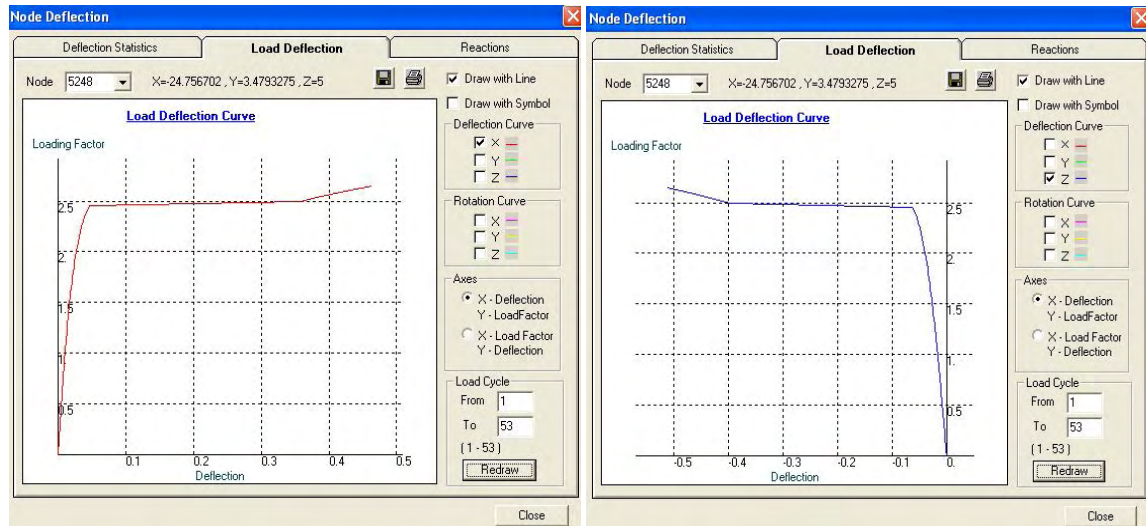 Node Deflection
Deflection Statistics
Load Deflection
Reactions
Node 5248 X=-24.756702 , Y=3.4793275 , Z=5
Draw with Line
Draw with Symbol
Load Deflection Curve
Loading Factor
2.5
2.
1.5
1.
0.5
0.1 0.2 0.3 0.4 0.5
Deflection
Deflection Curve
X
Y
Z
Rotation Curve
X
Y
Z
Axes
X - Deflection
Y - LoadFactor
X - Load Factor
Y - Deflection
Load Cycle
From 1
To 53
( 1 - 53 )
Redraw
Close
Node Deflection
Deflection Statistics
Load Deflection
Reactions
Node 5248 X=-24.756702 , Y=3.4793275 , Z=5
Draw with Line
Draw with Symbol
Load Deflection Curve
Loading Factor
2.5
2.
1.5
1.
0.5
-0.5 -0.4 -0.3 -0.2 -0.1 0.
Deflection
Deflection Curve
X
Y
Z
Rotation Curve
X
Y
Z
Axes
X - Deflection
Y - LoadFactor
X - Load Factor
Y - Deflection
Load Cycle
From 1
To 53
( 1 - 53 )
Redraw
Close